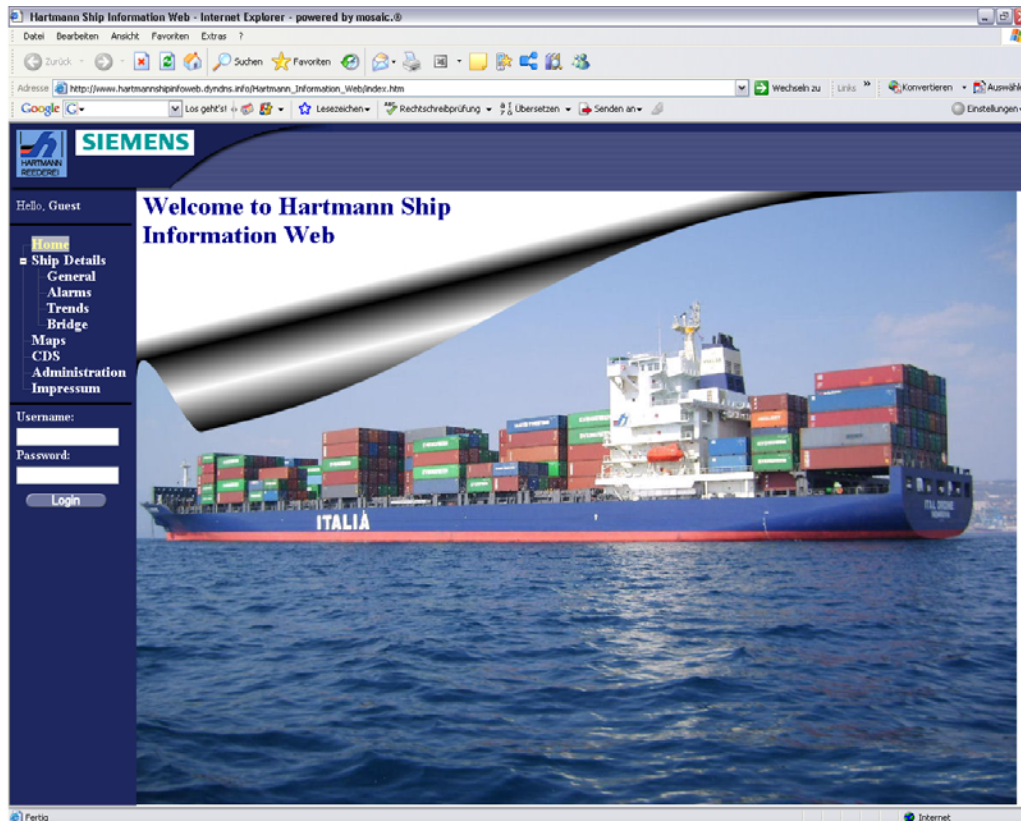 Hartmann Ship Information Web - Internet Explorer - powered by mosaic.®
Datei Bearbeiten Ansicht Favoriten Extras ?
Zurück Suchen Favoriten
Adresse http://www.hartmannshipinfoweb.dyndns.info/Hartmann_Information_Web/index.htm Wechseln zu Links » Konvertieren Auswähle
Google G Los geht's! Lesezeichen Rechtschreibprüfung Übersetzen Senden an Einstellungen
HARTMANN
REEDEREI
SIEMENS
Hello, Guest
Home
Ship Details
General
Alarms
Trends
Bridge
Maps
CDS
Administration
Impressum
Username:
Password:
Login
Welcome to Hartmann Ship
Information Web
ITALIA
ITAL
Fertig
Internet